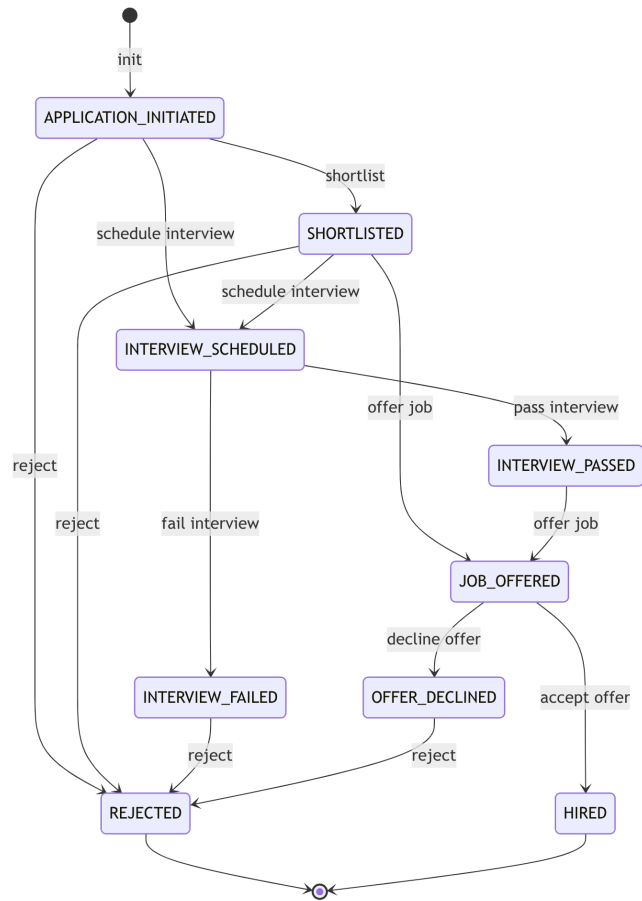 init
APPLICATION_INITIATED
shortlist
schedule interview
SHORTLISTED
schedule interview
INTERVIEW_SCHEDULED
offer job
pass interview
reject
INTERVIEW_PASSED
reject
fail interview
offer job
JOB_OFFERED
decline offer
INTERVIEW_FAILED
OFFER_DECLINED
accept offer
reject
reject
REJECTED
HIRED